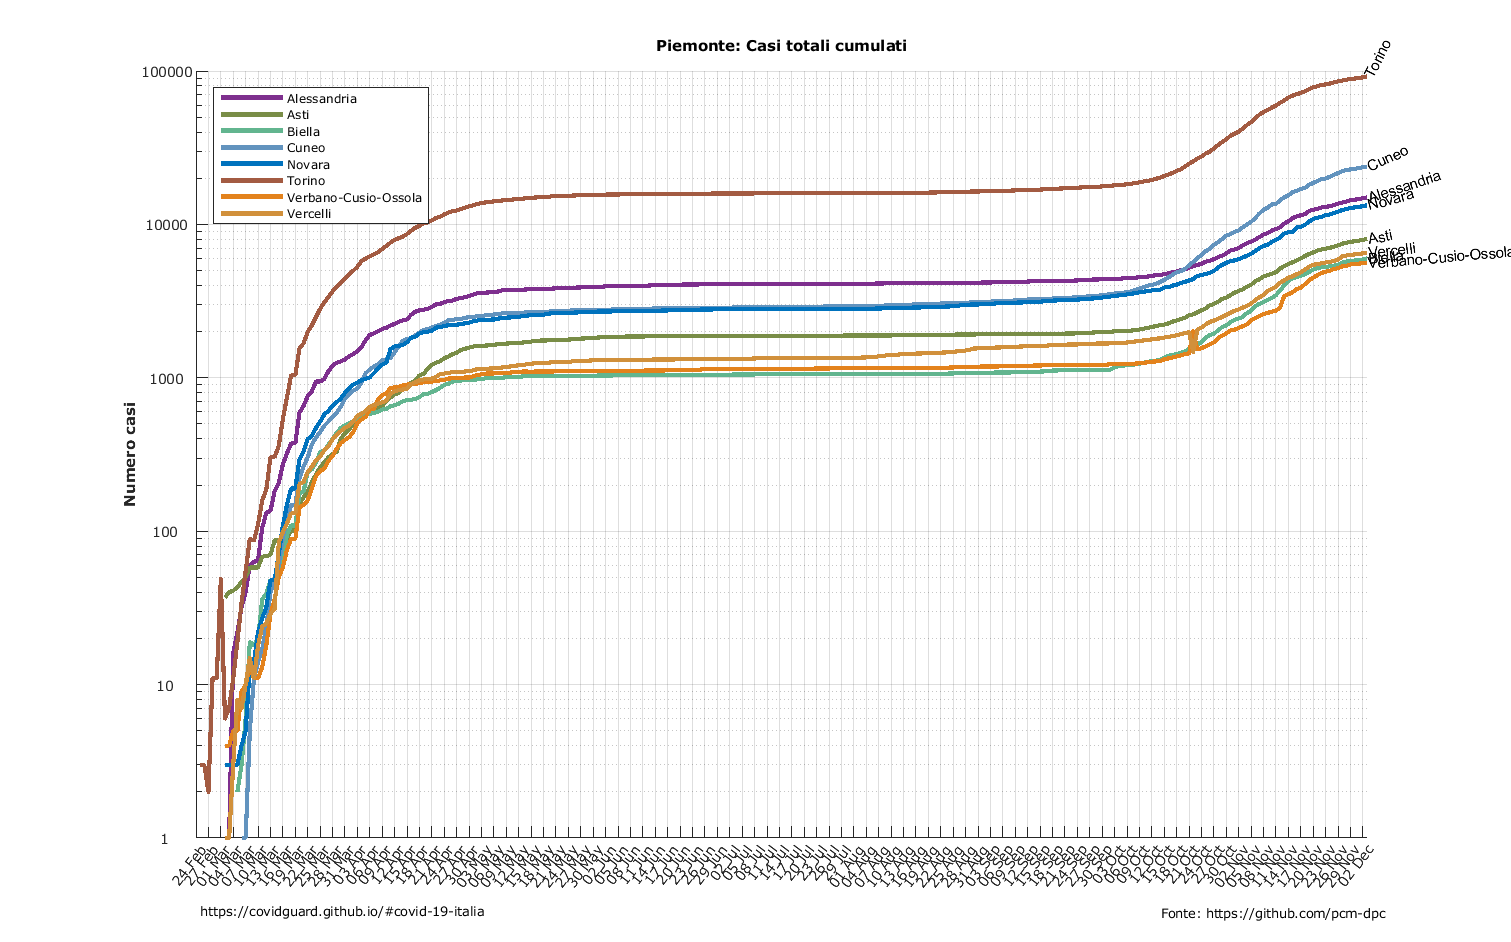 Piemonte: Casi totali cumulati
Numero casi
100000
10000
1000
100
10
1
Alessandria
Asti
Biella
Cuneo
Novara
Torino
Verbano-Cusio-Ossola
Vercelli
Torino
Cuneo
Alessandria
Novara
Asti
Vercelli
Biella
Verbano-Cusio-Ossola
24 Feb
27 Feb
01 Mar
04 Mar
07 Mar
10 Mar
13 Mar
16 Mar
19 Mar
22 Mar
25 Mar
28 Mar
31 Mar
03 Apr
06 Apr
09 Apr
12 Apr
15 Apr
18 Apr
21 Apr
24 Apr
27 Apr
30 Apr
03 May
06 May
09 May
12 May
15 May
18 May
21 May
24 May
27 May
30 May
02 Jun
05 Jun
08 Jun
11 Jun
14 Jun
17 Jun
20 Jun
23 Jun
26 Jun
29 Jun
02 Jul
05 Jul
08 Jul
11 Jul
14 Jul
17 Jul
20 Jul
23 Jul
26 Jul
29 Jul
01 Aug
04 Aug
07 Aug
10 Aug
13 Aug
16 Aug
19 Aug
22 Aug
25 Aug
28 Aug
31 Aug
03 Sep
06 Sep
09 Sep
12 Sep
15 Sep
18 Sep
21 Sep
24 Sep
27 Sep
30 Sep
03 Oct
06 Oct
09 Oct
12 Oct
15 Oct
18 Oct
21 Oct
24 Oct
27 Oct
30 Oct
02 Nov
05 Nov
08 Nov
11 Nov
14 Nov
17 Nov
20 Nov
23 Nov
26 Nov
29 Nov
02 Dec
https://covidguard.github.io/#covid-19-italia
Fonte: https://github.com/pcm-dpc